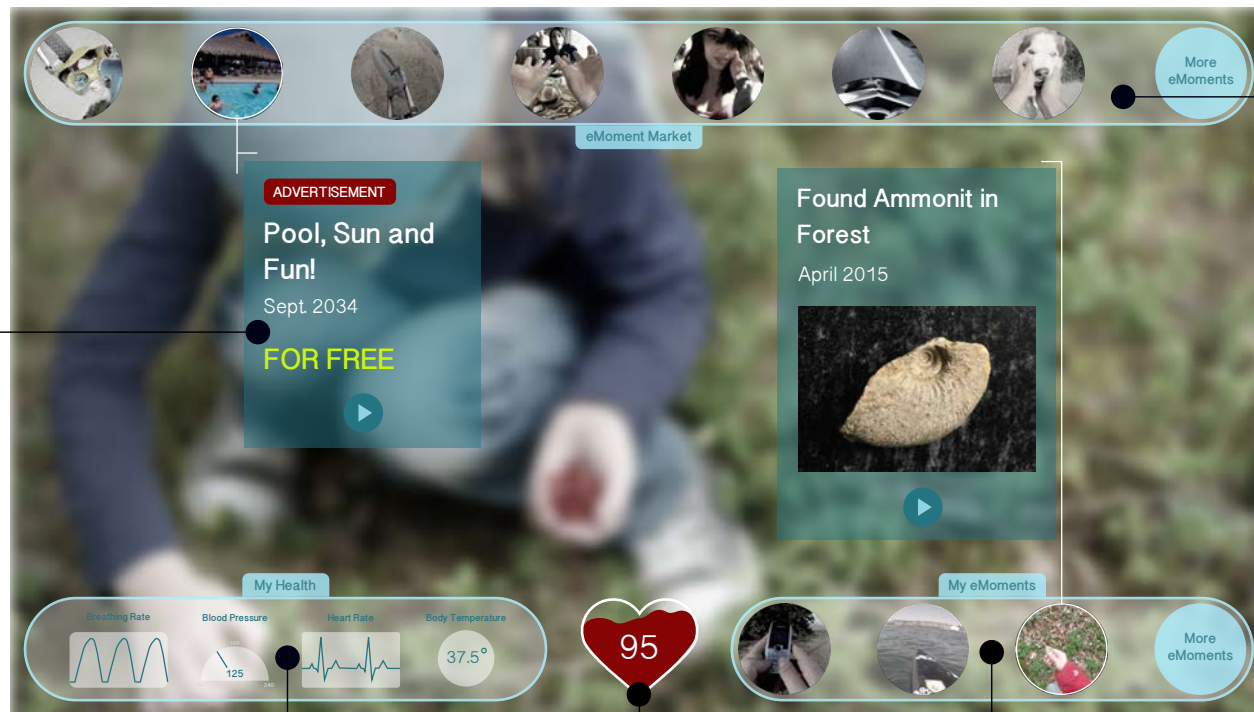 More
eMoments
eMoment Market
ADVERTISEMENT
Pool, Sun and
Fun!
Sept. 2034
FOR FREE
Found Ammonit in
Forest
April 2015
My Health
Breathing Rate
Blood Pressure
125
240
Heart Rate
Body Temperature
37.5°
95
My eMoments
More
eMoments